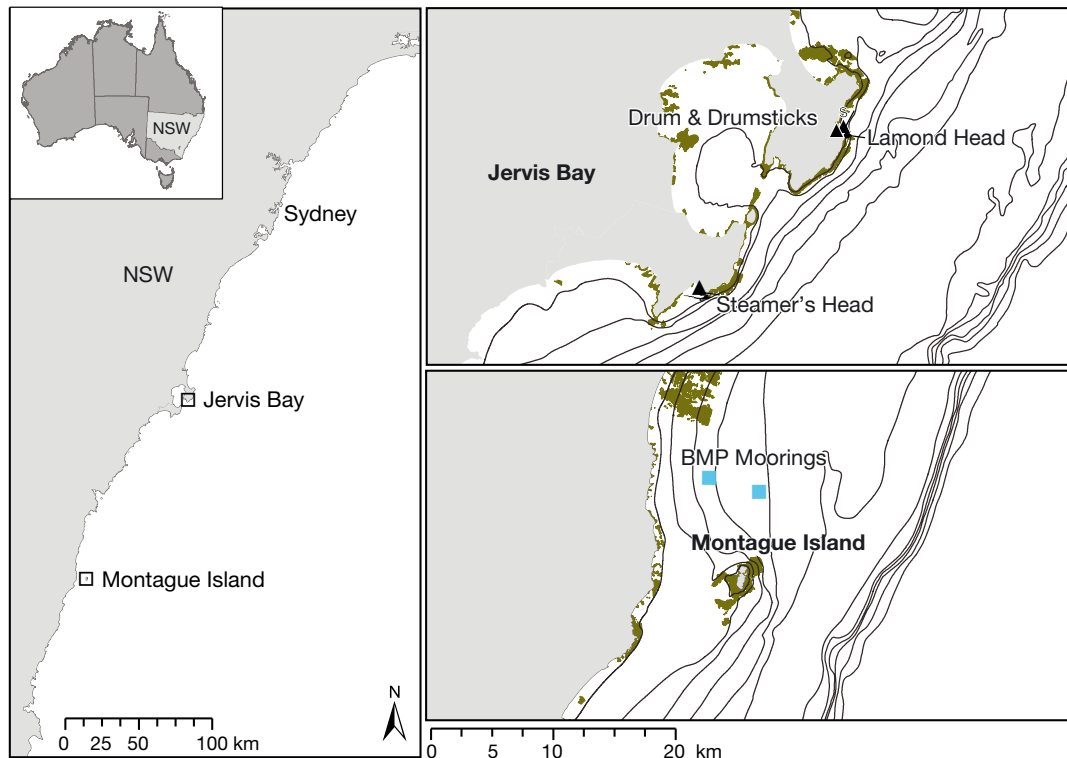 NSW
Sydney
NSW
Jervis Bay
Montague Island
N
0 25 50 100 km
Drum & Drumsticks
Lamond Head
Jervis Bay
Steamer's Head
BMP Moorings
Montague Island
0 5 10 20 km